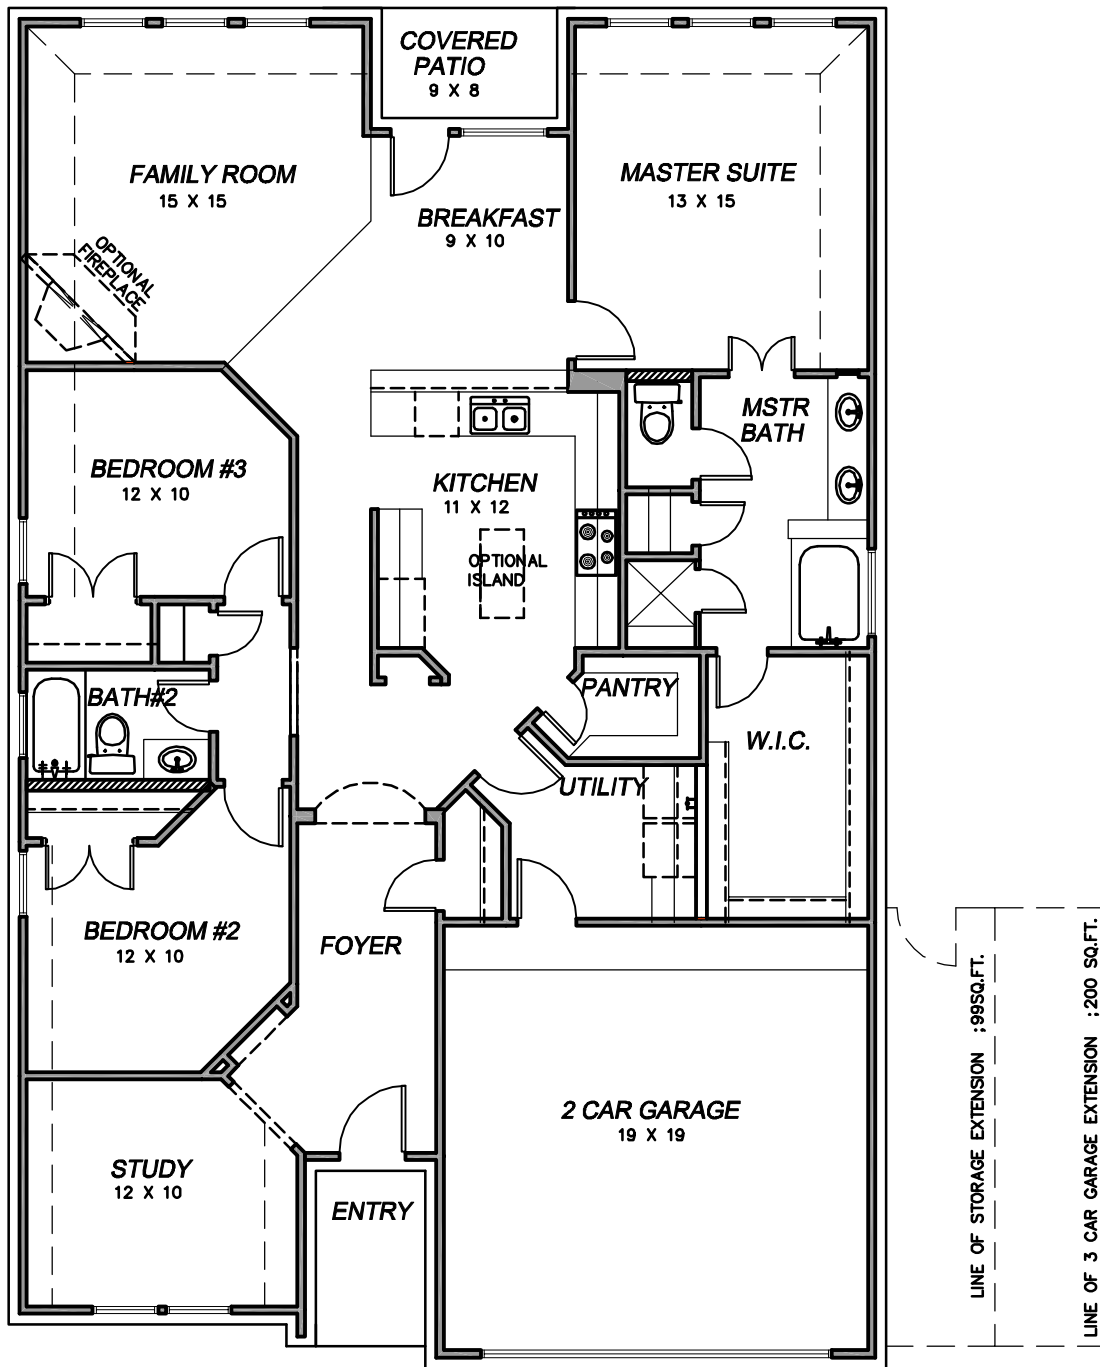 COVERED
PATIO
9 X 8
FAMILY ROOM
15 X 15
MASTER SUITE
13 X 15
BREAKFAST
9 X 10
OPTIONAL
FIREPLACE
MSTR
BATH
BEDROOM #3
12 X 10
KITCHEN
11 X 12
OPTIONAL
ISLAND
BATH#2
PANTRY
W.I.C.
UTILITY
BEDROOM #2
12 X 10
FOYER
2 CAR GARAGE
19 X 19
STUDY
12 X 10
ENTRY
LINE OF STORAGE EXTENSION ;99SQ.FT.
LINE OF 3 CAR GARAGE EXTENSION ;200 SQ.FT.